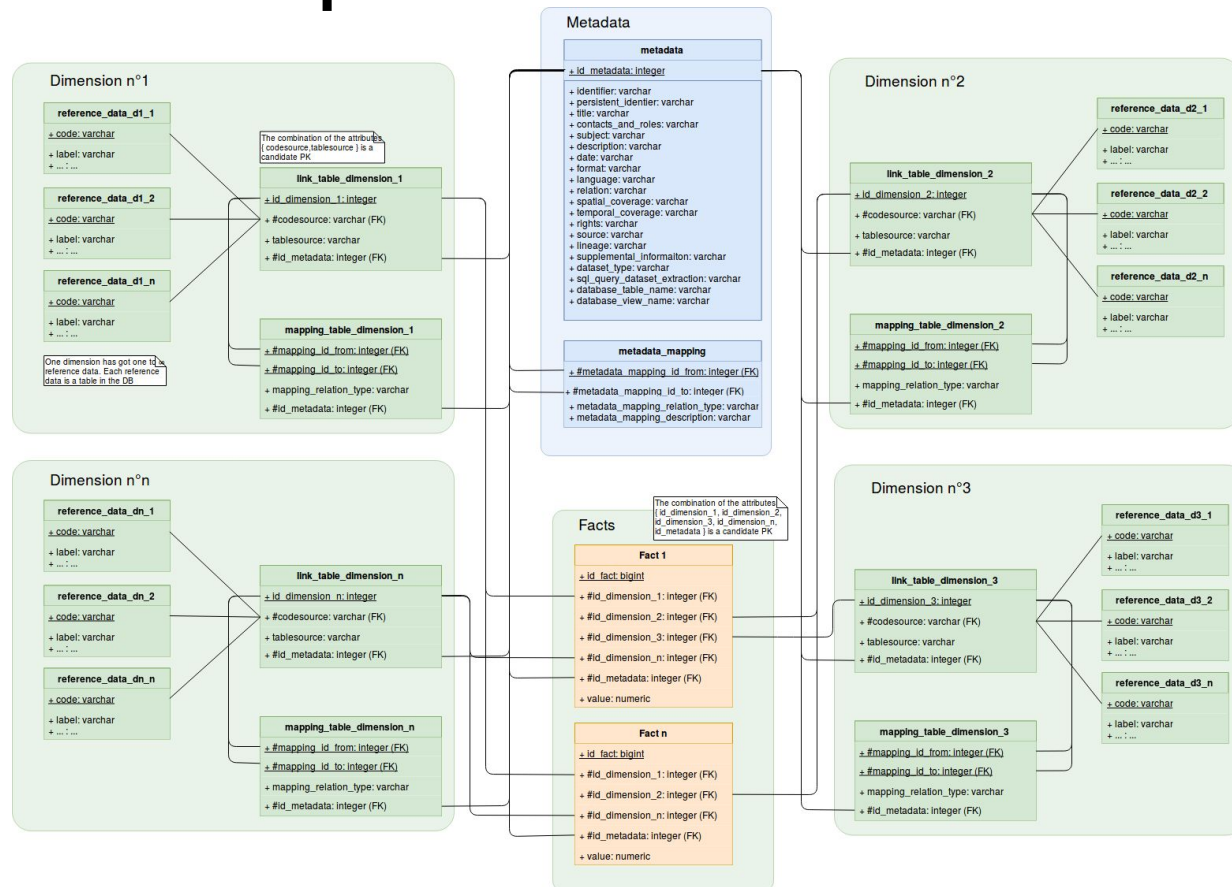 Metadata
metadata
+ id_metadata: integer
+ identifier: varchar
+ persistent_identier: varchar
+ title: varchar
+ contacts_and_roles: varchar
+ subject: varchar
+ description: varchar
+ date: varchar
+ format: varchar
+ language: varchar
+ relation: varchar
+ spatial_coverage: varchar
+ temporal_coverage: varchar
+ rights: varchar
+ source: varchar
+ lineage: varchar
+ supplemental_informaiton: varchar
+ dataset_type: varchar
+ sql_query_dataset_extraction: varchar
+ database_table_name: varchar
+ database_view_name: varchar
metadata_mapping
+ #metadata_mapping_id_from: integer (FK)
+ #metadata_mapping_id_to: integer (FK)
+ metadata_mapping_relation_type: varchar
+ metadata_mapping_description: varchar
Dimension n°1
reference_data_d1_1
+ code: varchar
+ label: varchar
+ ... : ...
reference_data_d1_2
+ code: varchar
+ label: varchar
+ ... : ...
reference_data_d1_n
+ code: varchar
+ label: varchar
+ ... : ...
One dimension has got one to ∞
reference data. Each reference
data is a table in the DB
The combination of the attributes
{ codesource,tablesource } is a
candidate PK
link_table_dimension_1
+ id_dimension_1: integer
+ #codesource: varchar (FK)
+ tablesource: varchar
+ #id_metadata: integer (FK)
mapping_table_dimension_1
+ #mapping_id_from: integer (FK)
+ #mapping_id_to: integer (FK)
+ mapping_relation_type: varchar
+ #id_metadata: integer (FK)
Dimension n°2
link_table_dimension_2
+ id_dimension_2: integer
+ #codesource: varchar (FK)
+ tablesource: varchar
+ #id_metadata: integer (FK)
mapping_table_dimension_2
+ #mapping_id_from: integer (FK)
+ #mapping_id_to: integer (FK)
+ mapping_relation_type: varchar
+ #id_metadata: integer (FK)
reference_data_d2_1
+ code: varchar
+ label: varchar
+ ... : ...
reference_data_d2_2
+ code: varchar
+ label: varchar
+ ... : ...
reference_data_d2_n
+ code: varchar
+ label: varchar
+ ... : ...
Dimension n°n
reference_data_dn_1
+ code: varchar
+ label: varchar
+ ... : ...
reference_data_dn_2
+ code: varchar
+ label: varchar
+ ... : ...
reference_data_dn_n
+ code: varchar
+ label: varchar
+ ... : ...
link_table_dimension_n
+ id_dimension_n: integer
+ #codesource: varchar (FK)
+ tablesource: varchar
+ #id_metadata: integer (FK)
mapping_table_dimension_n
+ #mapping_id_from: integer (FK)
+ #mapping_id_to: integer (FK)
+ mapping_relation_type: varchar
+ #id_metadata: integer (FK)
Facts
The combination of the attributes
{ id_dimension_1, id_dimension_2,
id_dimension_3, id_dimension_n,
id_metadata } is a candidate PK
Fact 1
+ id_fact: bigint
+ #id_dimension_1: integer (FK)
+ #id_dimension_2: integer (FK)
+ #id_dimension_3: integer (FK)
+ #id_dimension_n: integer (FK)
+ #id_metadata: integer (FK)
+ value: numeric
Fact n
+ id_fact: bigint
+ #id_dimension_1: integer (FK)
+ #id_dimension_2: integer (FK)
+ #id_dimension_n: integer (FK)
+ #id_metadata: integer (FK)
+ value: numeric
Dimension n°3
link_table_dimension_3
+ id_dimension_3: integer
+ #codesource: varchar (FK)
+ tablesource: varchar
+ #id_metadata: integer (FK)
mapping_table_dimension_3
+ #mapping_id_from: integer (FK)
+ #mapping_id_to: integer (FK)
+ mapping_relation_type: varchar
+ #id_metadata: integer (FK)
reference_data_d3_1
+ code: varchar
+ label: varchar
+ ... : ...
reference_data_d3_2
+ code: varchar
+ label: varchar
+ ... : ...
reference_data_d3_n
+ code: varchar
+ label: varchar
+ ... : ...